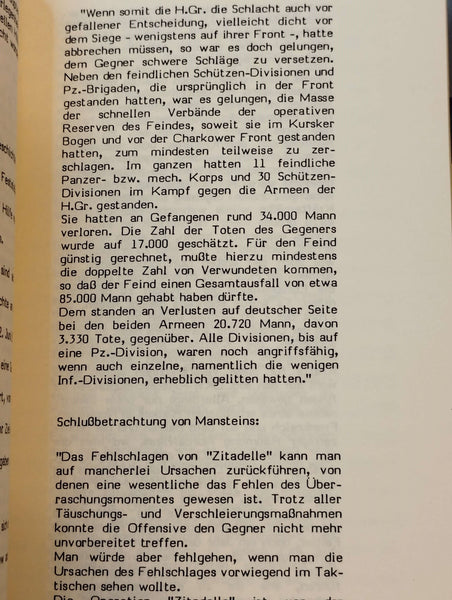 "Wenn somit die H.Gr. die Schlacht auch vor
gefallener Entscheidung, vielleicht dicht vor
dem Siege - wenigstens auf ihrer Front -, hatte
abbrechen müssen, so war es doch gelungen,
dem Gegner schwere Schläge zu versetzen.
Neben den feindlichen Schützen-Divisionen und
Pz.-Brigaden, die ursprünglich in der Front
gestanden hatten, war es gelungen, die Masse
der schnellen Verbände der operativen
Reserven des Feindes, soweit sie im Kursker
Bogen und vor der Charkower Front gestanden
hatten, zum mindesten teilweise zu zer-
schlagen. Im ganzen hatten 11 feindliche
Panzer- bzw. mech. Korps und 30 Schützen-
Divisionen im Kampf gegen die Armeen der
H.Gr. gestanden.
Sie hatten an Gefangenen rund 34.000 Mann
verloren. Die Zahl der Toten des Gegeners
wurde auf 17.000 geschätzt. Für den Feind
günstig gerechnet, mußte hierzu mindestens
die doppelte Zahl von Verwundeten kommen,
so daß der Feind einen Gesamtausfall von etwa
85.000 Mann gehabt haben dürfte.
Dem standen an Verlusten auf deutscher Seite
bei den beiden Armeen 20.720 Mann, davon
3.330 Tote, gegenüber. Alle Divisionen, bis auf
eine Pz.-Division, waren noch angriffsfähig,
wenn auch einzelne, namentlich die wenigen
Inf.-Divisionen, erheblich gelitten hatten."
Schlußbetrachtung von Mansteins:
"Das Fehlschlagen von "Zitadelle" kann man
auf mancherlei Ursachen zurückführen, von
denen eine wesentliche das Fehlen des Über-
raschungsmomentes gewesen ist. Trotz aller
Täuschungs- und Verschleierungsmaßnahmen
konnte die Offensive den Gegner nicht mehr
unvorbereitet treffen.
Man würde aber fehlgehen, wenn man die
Ursachen des Fehlschlages vorwiegend im Tak-
tischen sehen wollte.
Die Operation "Zitadelle" ist von der